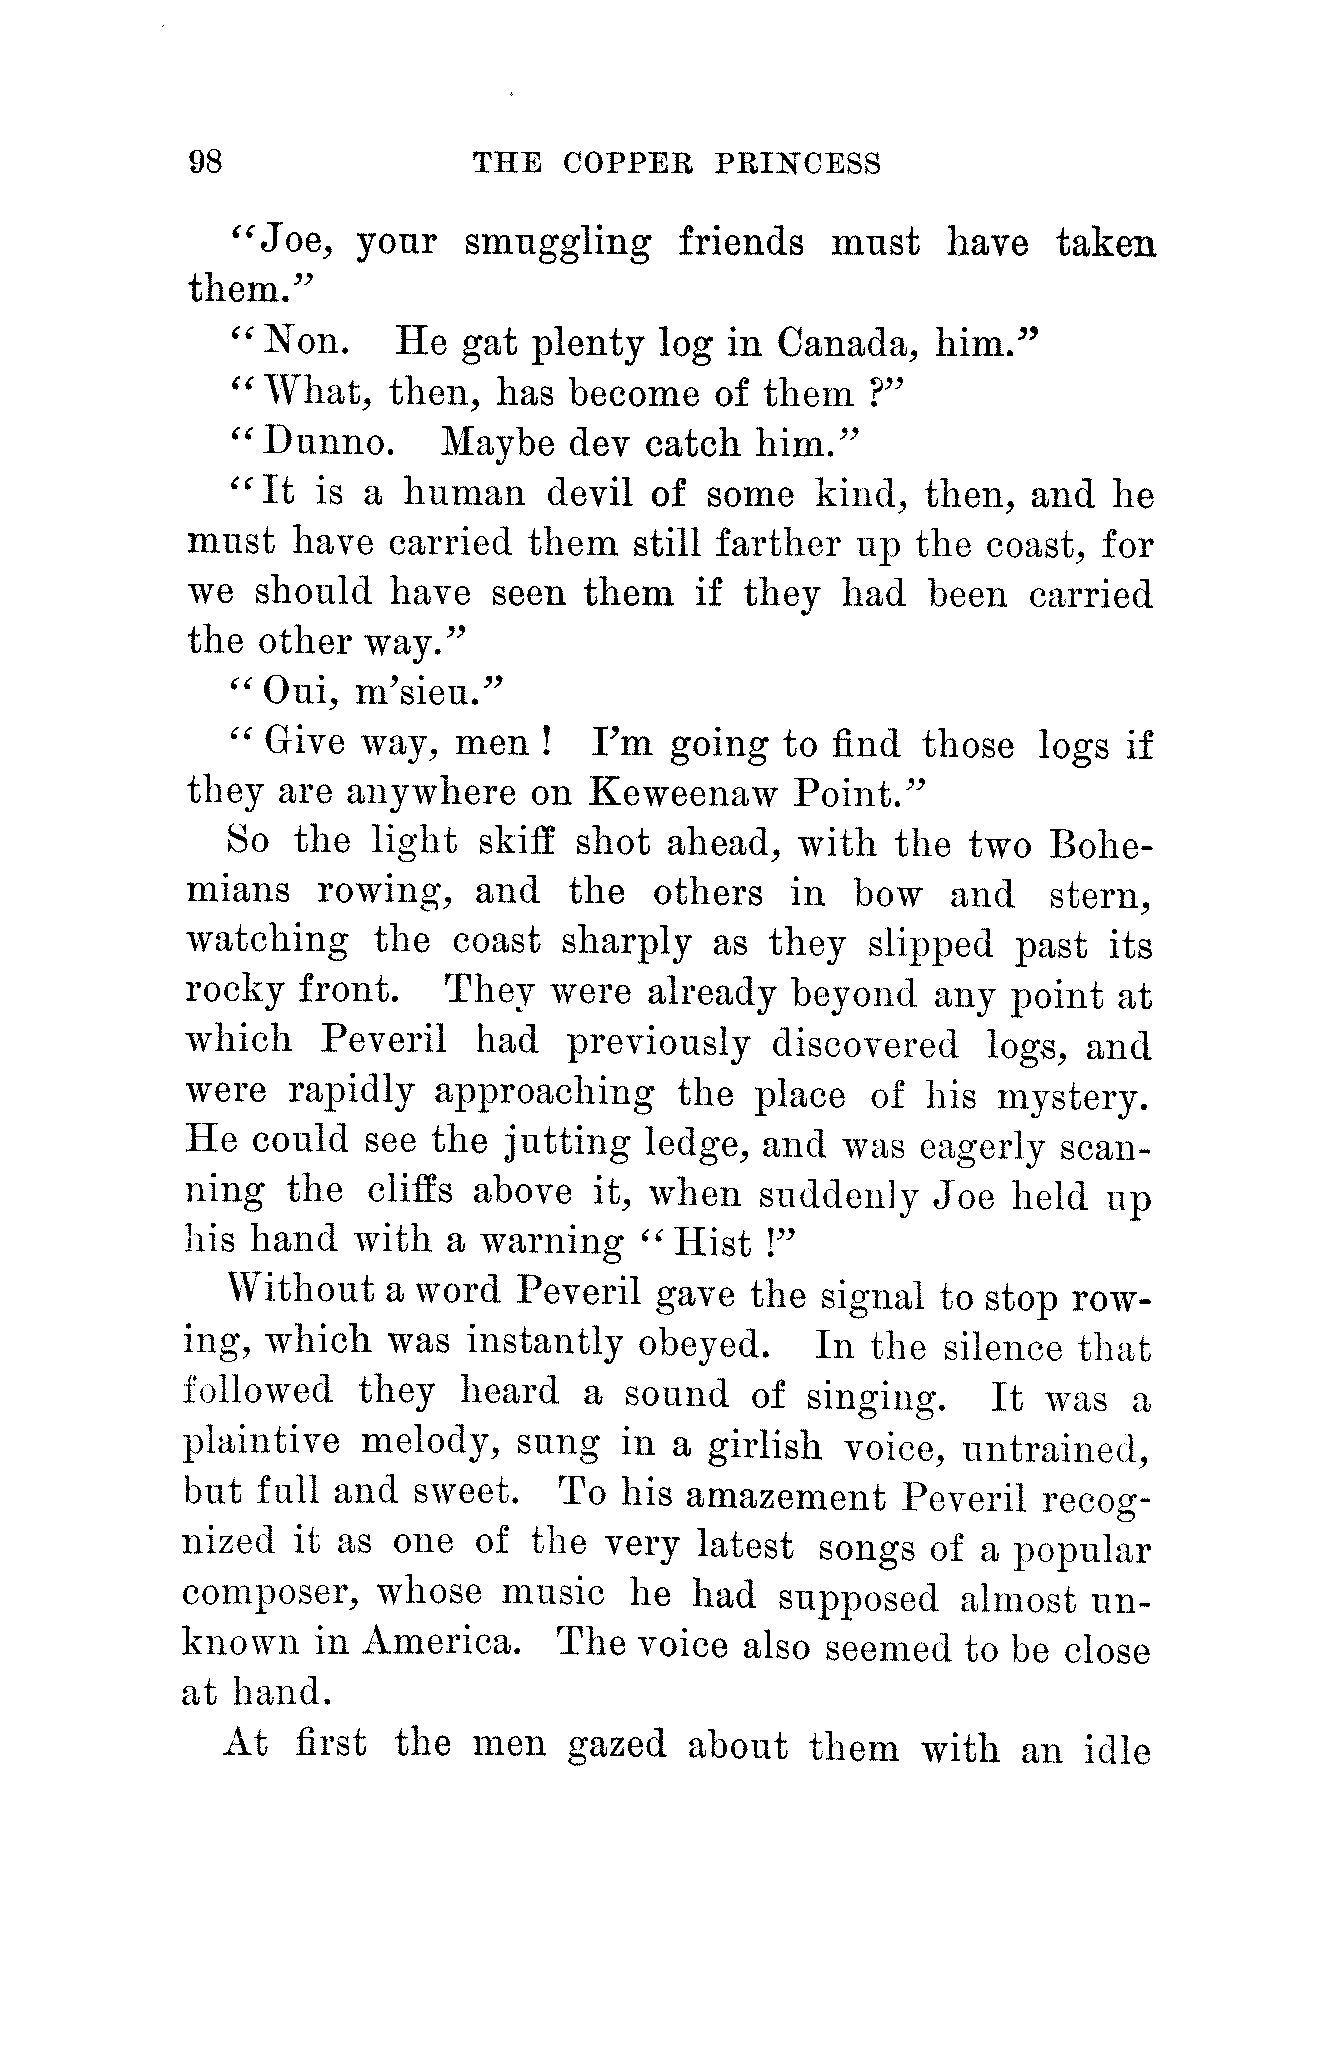 98 THE COPPER PRINCESS
"Joe, your smuggling friends must have taken
them."
"Non. He gat plenty log in Canada, him."
"What, then, has become of them ?"
"Dunno. Maybe dev catch him."
"It is a human devil of some kind, then, and he
must have carried them still farther up the coast, for
we should have seen them if they had been carried
the other way."
"Oui, m'sieu."
"Give way, men ! I'm going to find those logs if
they are anywhere on Keweenaw Point."
So the light skiff shot ahead, with the two Bohe-
mians rowing, and the others in bow and stern,
watching the coast sharply as they slipped past its
rocky front. They were already beyond any point at
which Peveril had previously discovered logs, and
were rapidly approaching the place of his mystery.
He could see the jutting ledge, and was eagerly scan-
ning the cliffs above it, when suddenly Joe held up
his hand with a warning "Hist !"
Without a word Peveril gave the signal to stop row-
ing, which was instantly obeyed. In the silence that
followed they heard a sound of singing. It was a
plaintive melody, sung in a girlish voice, untrained,
but full and sweet. To his amazement Peveril recog-
nized it as one of the very latest songs of a popular
composer, whose music he had supposed almost un-
known in America. The voice also seemed to be close
at hand.
At first the men gazed about them with an idle